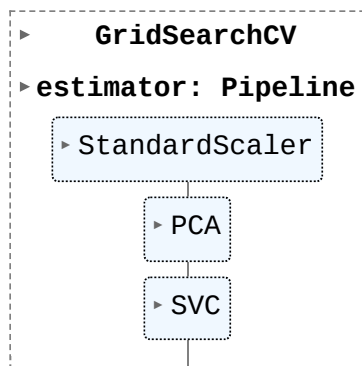 GridSearchCV
estimator: Pipeline
StandardScaler
PCA
SVC